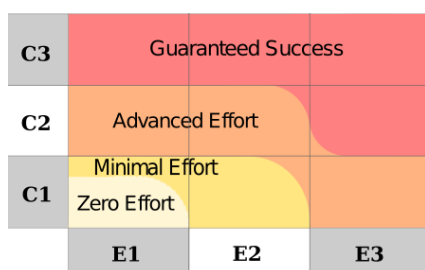 C3
Guaranteed Success
C2
Advanced Effort
Minimal Effort
C1
Zero Effort
E1 E2 E3